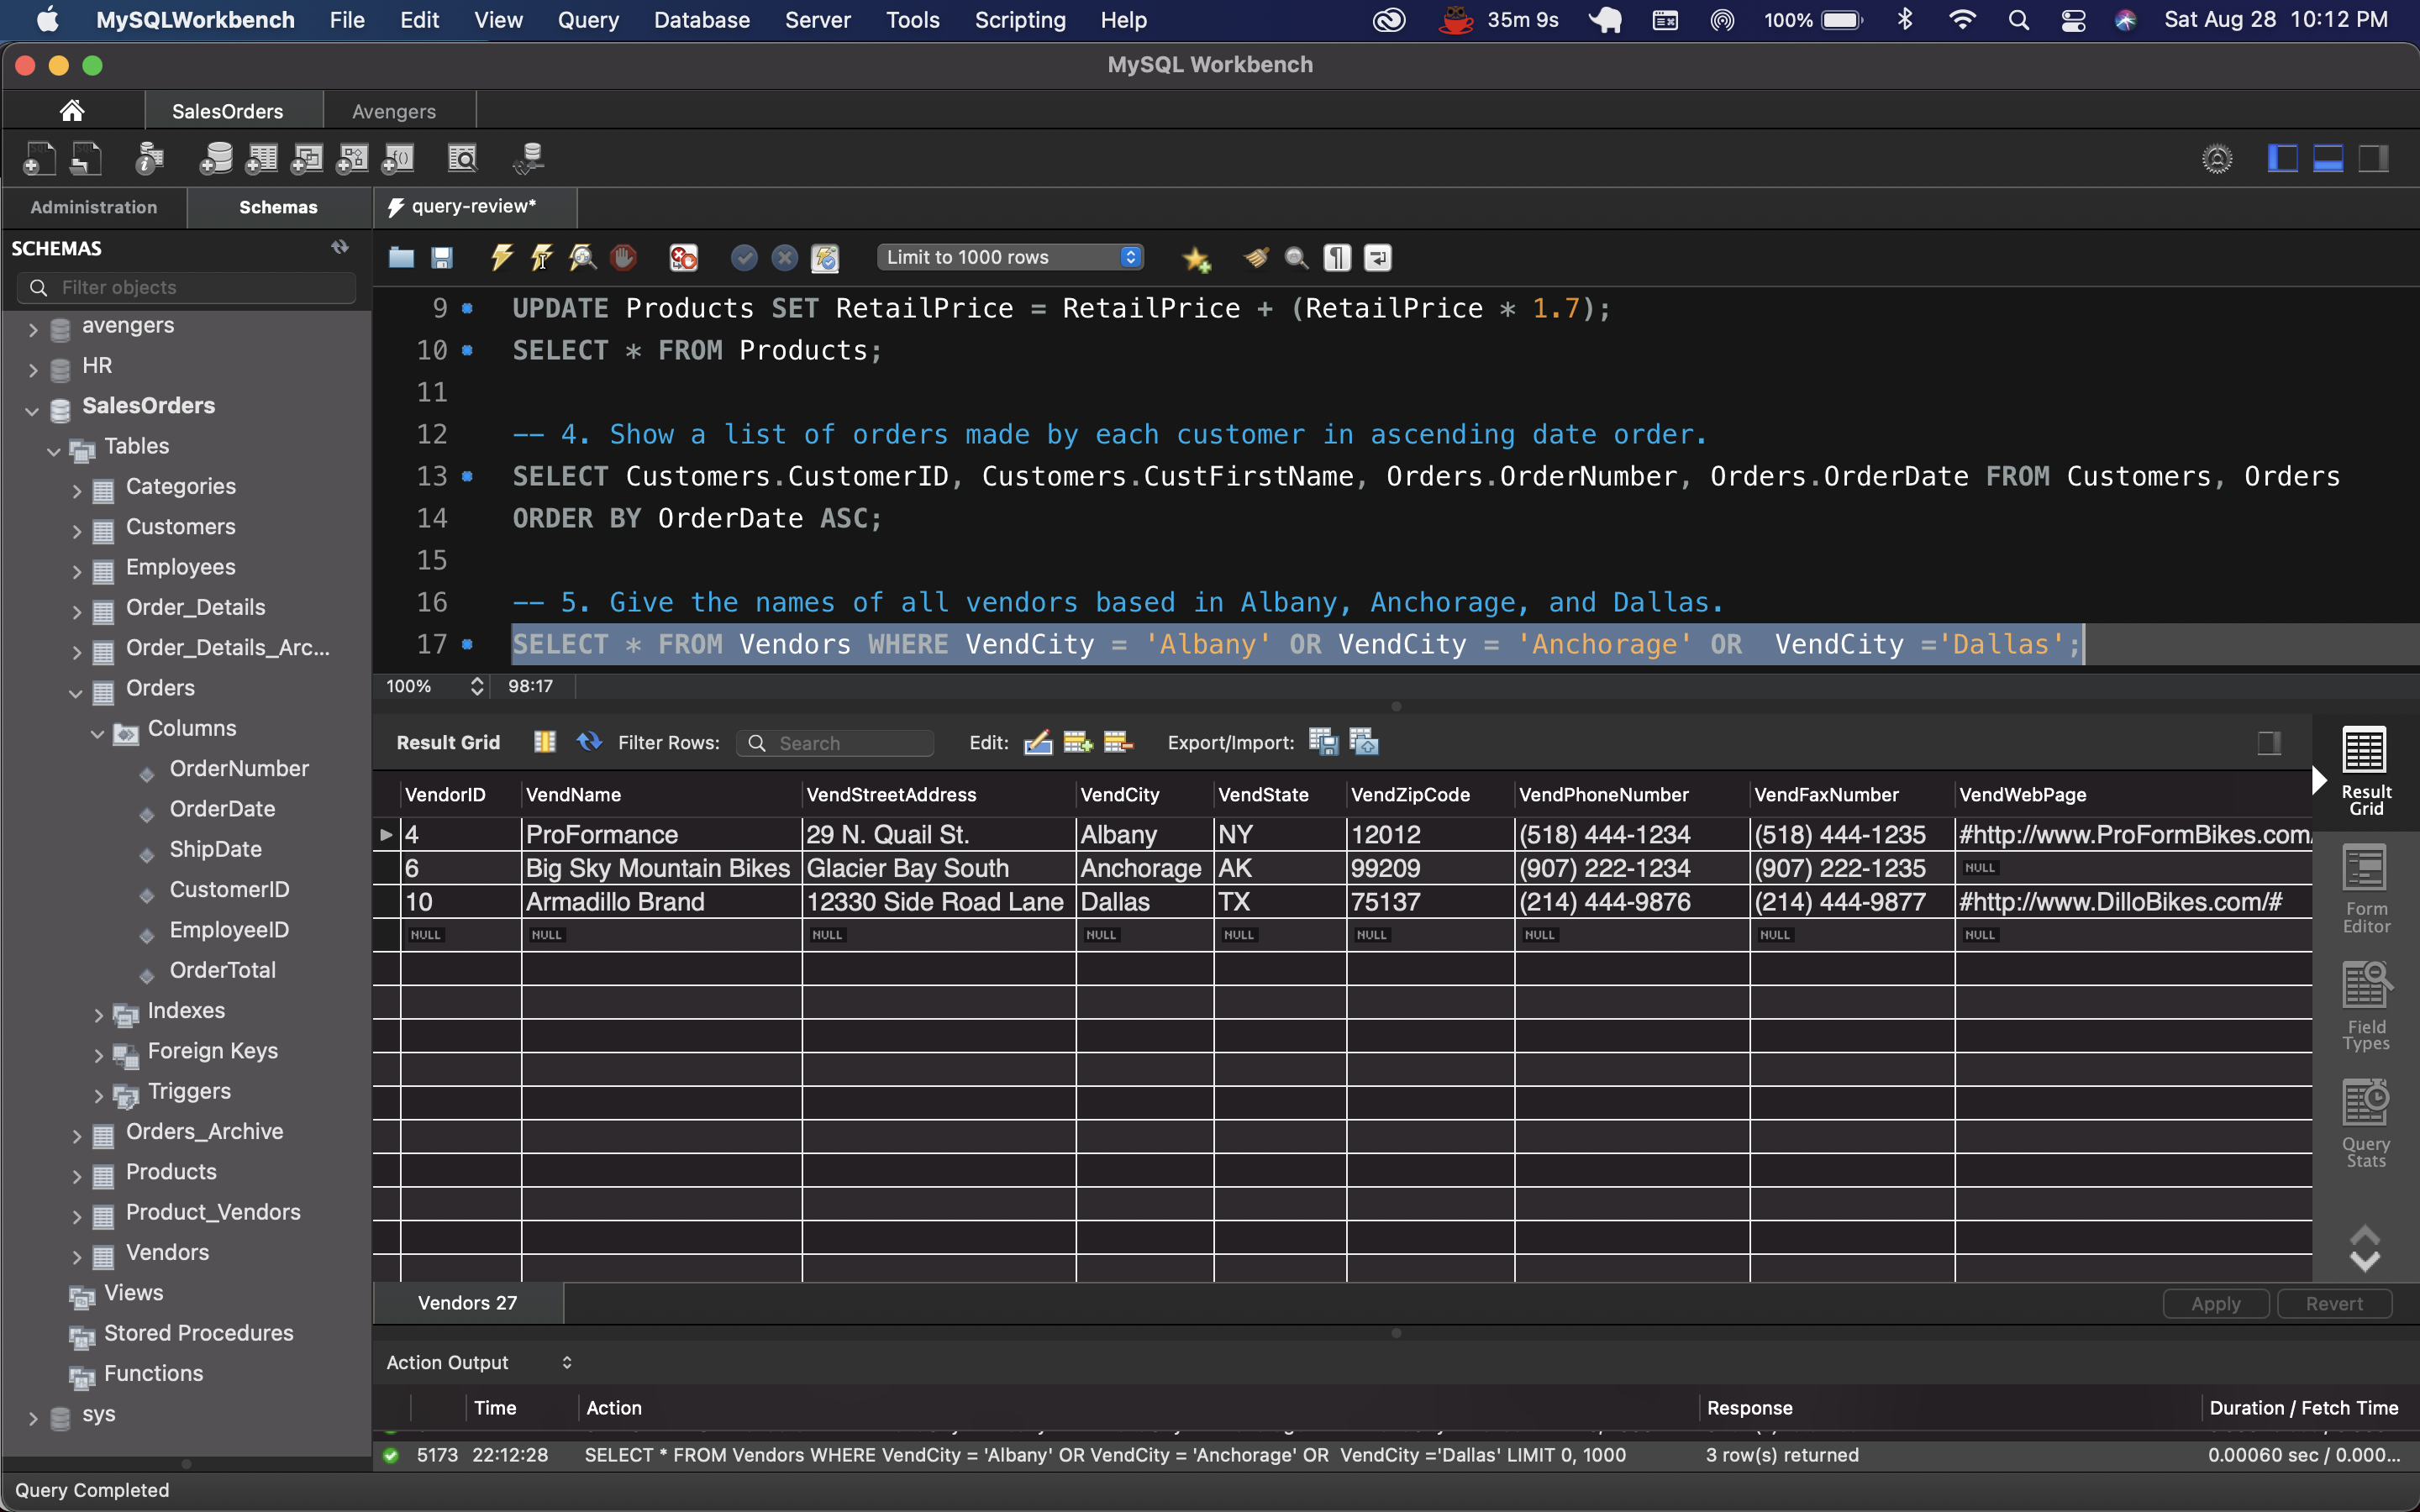 MySQLWorkbench File Edit View Query Database Server Tools Scripting Help 35m 9s 100% Sat Aug 28 10:12 PM
MySQL Workbench
SalesOrders Avengers
Administration Schemas query-review*
SCHEMAS
Filter objects
Limit to 1000 rows
avengers
HR
SalesOrders
Tables
Categories
Customers
Employees
Order_Details
Order_Details_Arc...
Orders
Columns
OrderNumber
OrderDate
ShipDate
CustomerID
EmployeeID
OrderTotal
Indexes
Foreign Keys
Triggers
Orders_Archive
Products
Product_Vendors
Vendors
Views
Stored Procedures
Functions
sys
9 UPDATE Products SET RetailPrice = RetailPrice + (RetailPrice * 1.7);
10 SELECT * FROM Products;
11
12 -- 4. Show a list of orders made by each customer in ascending date order.
13 SELECT Customers.CustomerID, Customers.CustFirstName, Orders.OrderNumber, Orders.OrderDate FROM Customers, Orders
14 ORDER BY OrderDate ASC;
15
16 -- 5. Give the names of all vendors based in Albany, Anchorage, and Dallas.
17 SELECT * FROM Vendors WHERE VendCity = 'Albany' OR VendCity = 'Anchorage' OR  VendCity ='Dallas';
100% 98:17
Result Grid Filter Rows: Search Edit: Export/Import:
VendorID VendName VendStreetAddress VendCity VendState VendZipCode VendPhoneNumber VendFaxNumber VendWebPage
4 ProFormance 29 N. Quail St. Albany NY 12012 (518) 444-1234 (518) 444-1235 #http://www.ProFormBikes.com/
6 Big Sky Mountain Bikes Glacier Bay South Anchorage AK 99209 (907) 222-1234 (907) 222-1235 NULL
10 Armadillo Brand 12330 Side Road Lane Dallas TX 75137 (214) 444-9876 (214) 444-9877 #http://www.DilloBikes.com/#
NULL NULL NULL NULL NULL NULL NULL NULL NULL
Result
Grid
Form
Editor
Field
Types
Query
Stats
Vendors 27 Apply Revert
Action Output
Time Action Response Duration / Fetch Time
5173 22:12:28 SELECT * FROM Vendors WHERE VendCity = 'Albany' OR VendCity = 'Anchorage' OR  VendCity ='Dallas' LIMIT 0, 1000 3 row(s) returned 0.00060 sec / 0.000...
Query Completed